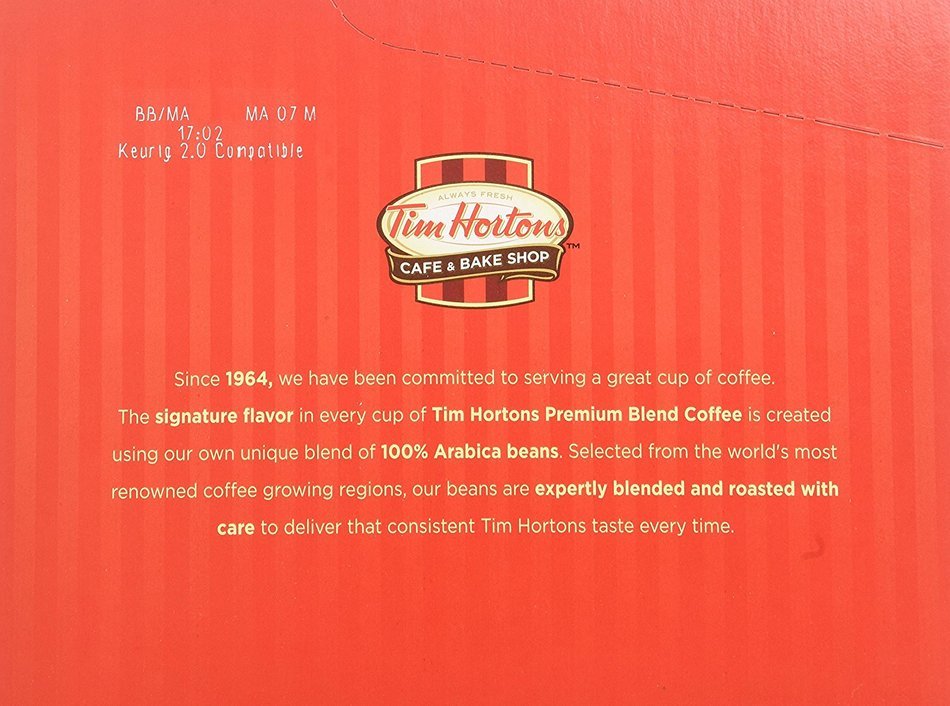 BB/MA MA 07 M
17:02
Keurig 2.0 Compatible
ALWAYS FRESH
Tim Hortons
TM
CAFE & BAKE SHOP
Since 1964, we have been committed to serving a great cup of coffee.
The signature flavor in every cup of Tim Hortons Premium Blend Coffee is created
using our own unique blend of 100% Arabica beans. Selected from the world's most
renowned coffee growing regions, our beans are expertly blended and roasted with
care to deliver that consistent Tim Hortons taste every time.